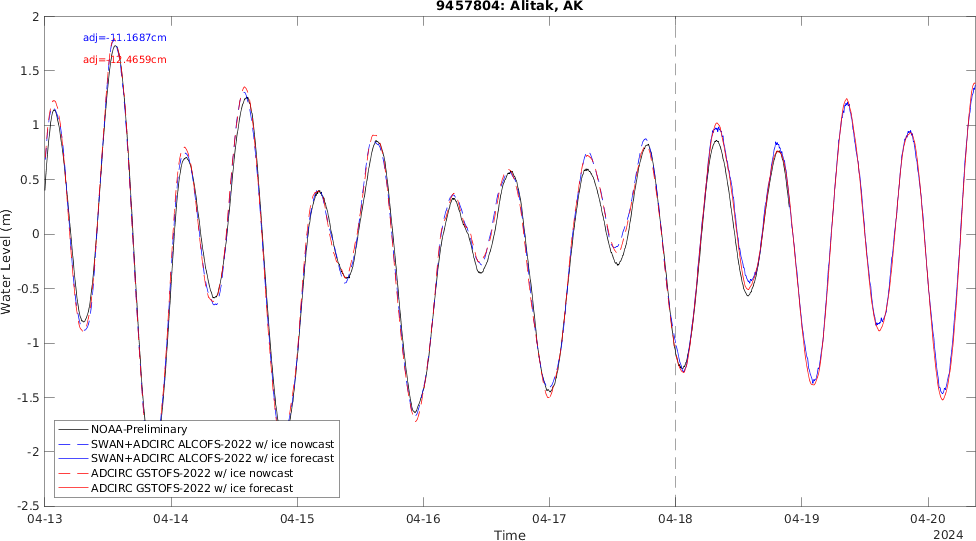 9457804: Alitak, AK
adj=-11.1687cm
adj=-12.4659cm
2
1.5
1
0.5
0
-0.5
-1
-1.5
-2
-2.5
Water Level (m)
NOAA-Preliminary
SWAN+ADCIRC ALCOFS-2022 w/ ice nowcast
SWAN+ADCIRC ALCOFS-2022 w/ ice forecast
ADCIRC GSTOFS-2022 w/ ice nowcast
ADCIRC GSTOFS-2022 w/ ice forecast
04-13 04-14 04-15 04-16 04-17 04-18 04-19 04-20
Time
2024